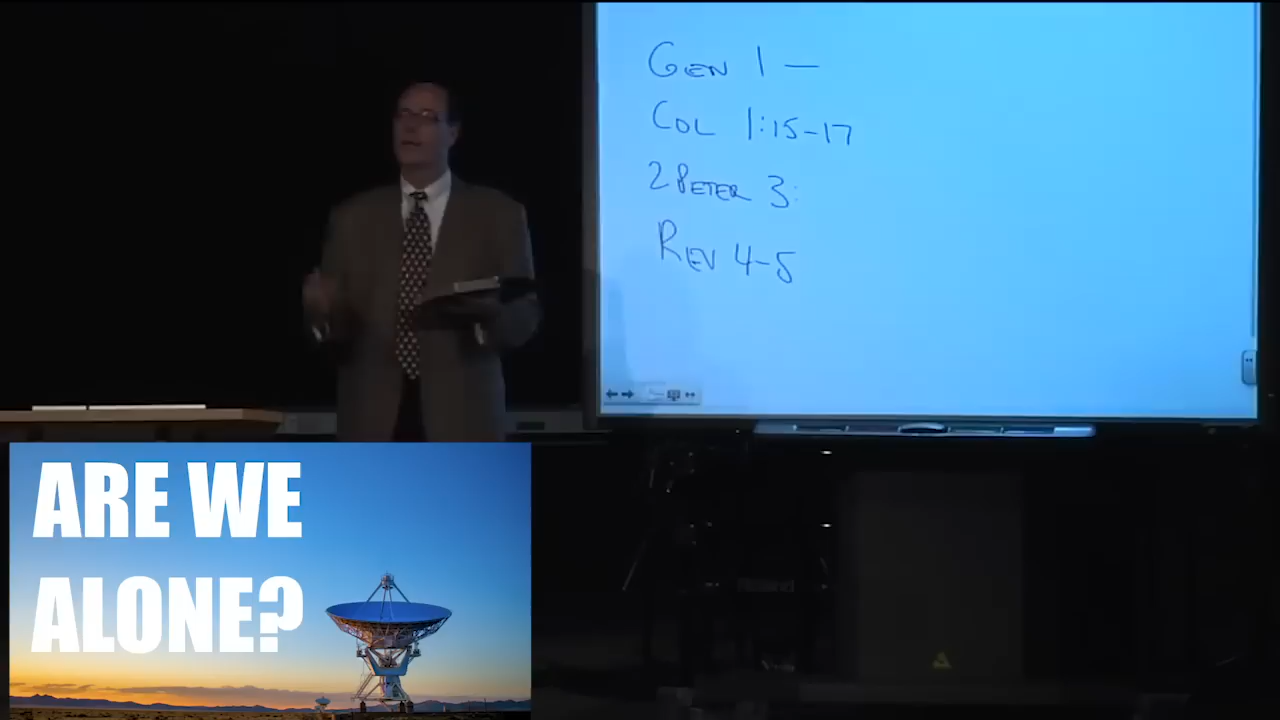 GEN 1 —
COL 1:15-17
2 PETER 3:
REV 4-5
ARE WE
ALONE?